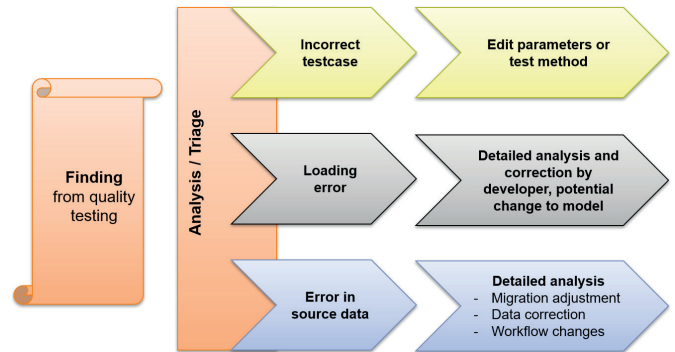 Finding
from quality
testing
Analysis / Triage
Incorrect
testcase
Edit parameters or
test method
Loading
error
Detailed analysis and
correction by
developer, potential
change to model
Error in
source data
Detailed analysis
- Migration adjustment
- Data correction
- Workflow changes